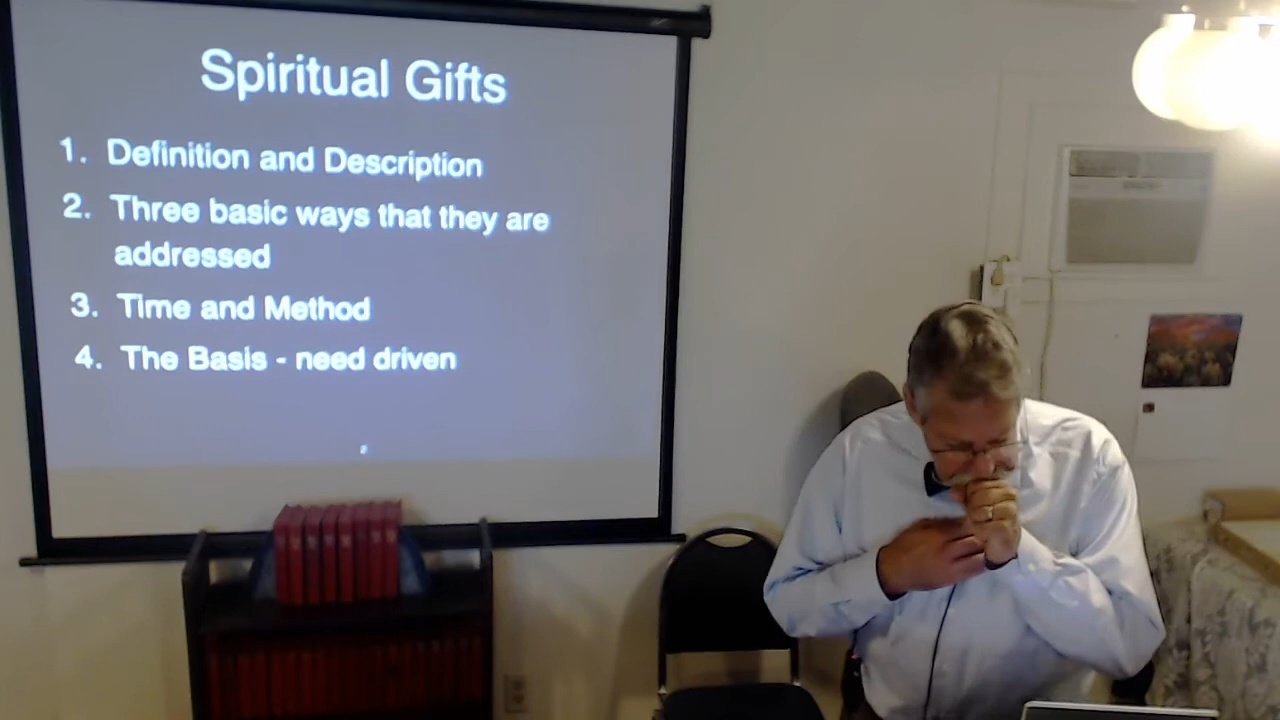 Spiritual Gifts
1. Definition and Description
2. Three basic ways that they are
addressed
3. Time and Method
4. The Basis - need driven